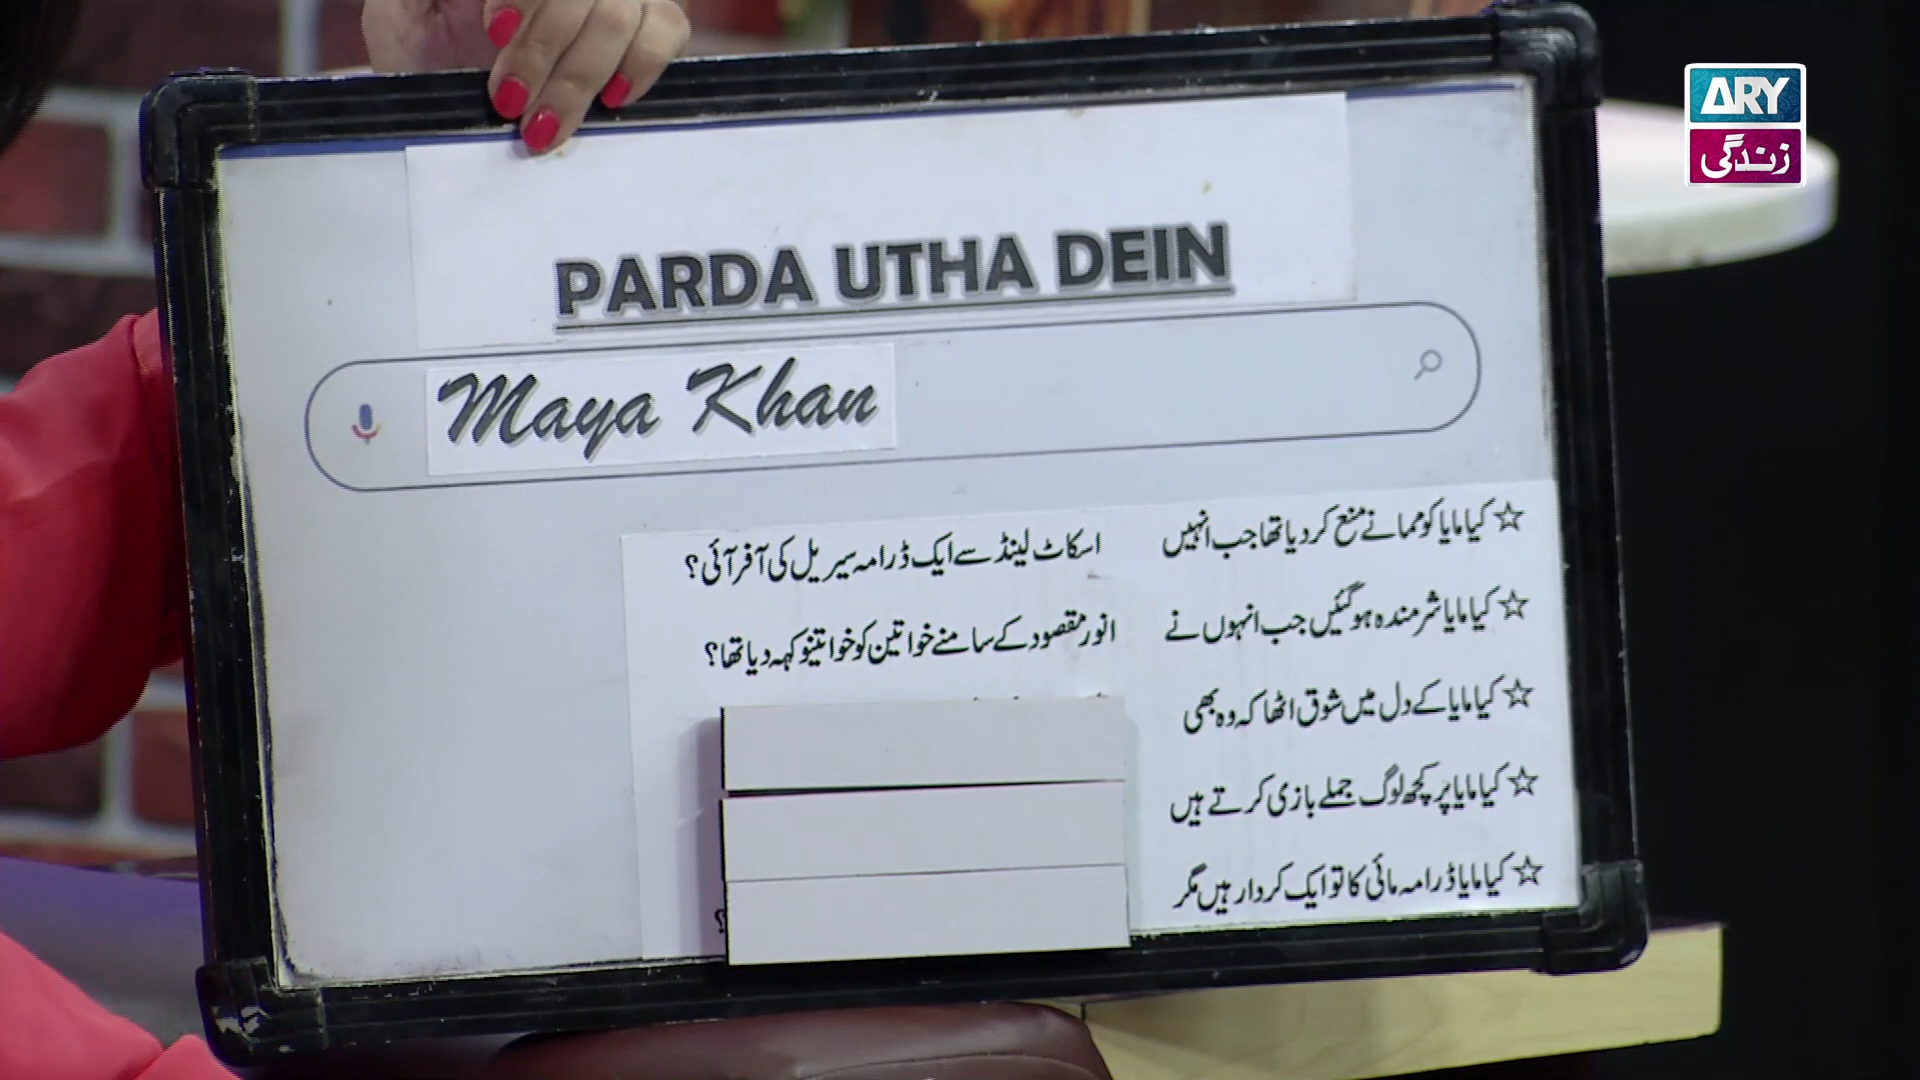 ARY
زندگی
PARDA UTHA DEIN
Maya Khan
☆ کیا مایا کو ممانے منع کر دیا تھا جب انہیں اسکاٹ لینڈ سے ایک ڈرامہ سیریل کی آفر آئی؟
☆ کیا مایا شرمندہ ہو گئیں جب انہوں نے انور مقصود کے سامنے خواتین کو خواتینو کہہ دیا تھا؟
☆ کیا مایا کے دل میں شوق اٹھا کہ وہ بھی
☆ کیا مایا پر کچھ لوگ جملے بازی کرتے ہیں
☆ کیا مایا ڈرامہ مائی کا تو ایک کردار ہیں مگر ؟